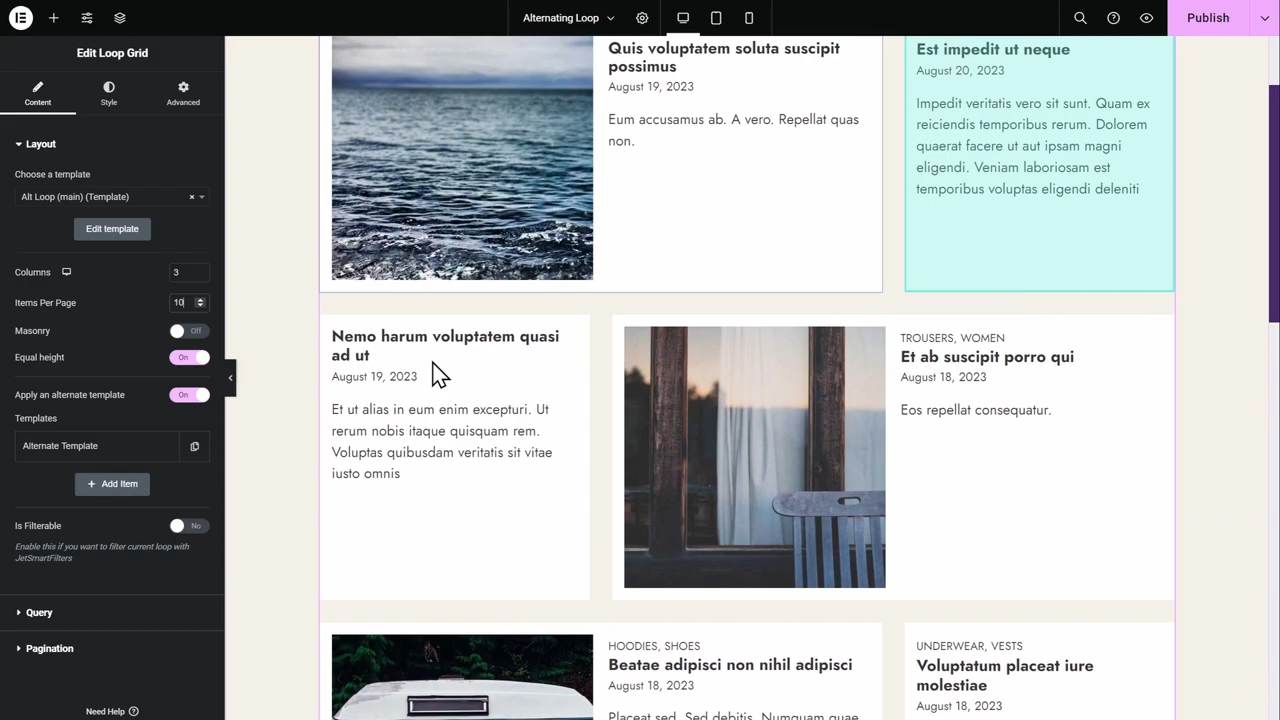 Alternating Loop
Publish
Edit Loop Grid
Content
Style
Advanced
Layout
Choose a template
Alt Loop (main) (Template)
Edit template
Columns
3
Items Per Page
10
Masonry
Off
Equal height
On
Apply an alternate template
On
Templates
Alternate Template
Add Item
Is Filterable
No
Enable this if you want to filter current loop with
JetSmartFilters
Query
Pagination
Need Help
Quis voluptatem soluta suscipit
possimus
August 19, 2023
Eum accusamus ab. A vero. Repellat quas
non.
Est impedit ut neque
August 20, 2023
Impedit veritatis vero sit sunt. Quam ex
reiciendis temporibus rerum. Dolorem
quaerat facere ut aut ipsam magni
eligendi. Veniam laboriosam est
temporibus voluptas eligendi deleniti
Nemo harum voluptatem quasi
ad ut
August 19, 2023
Et ut alias in eum enim excepturi. Ut
rerum nobis itaque quisquam rem.
Voluptas quibusdam veritatis sit vitae
iusto omnis
TROUSERS, WOMEN
Et ab suscipit porro qui
August 18, 2023
Eos repellat consequatur.
HOODIES, SHOES
Beatae adipisci non nihil adipisci
August 18, 2023
Placeat sed. Sed debitis. Numquam quae
UNDERWEAR, VESTS
Voluptatum placeat iure
molestiae
August 18, 2023